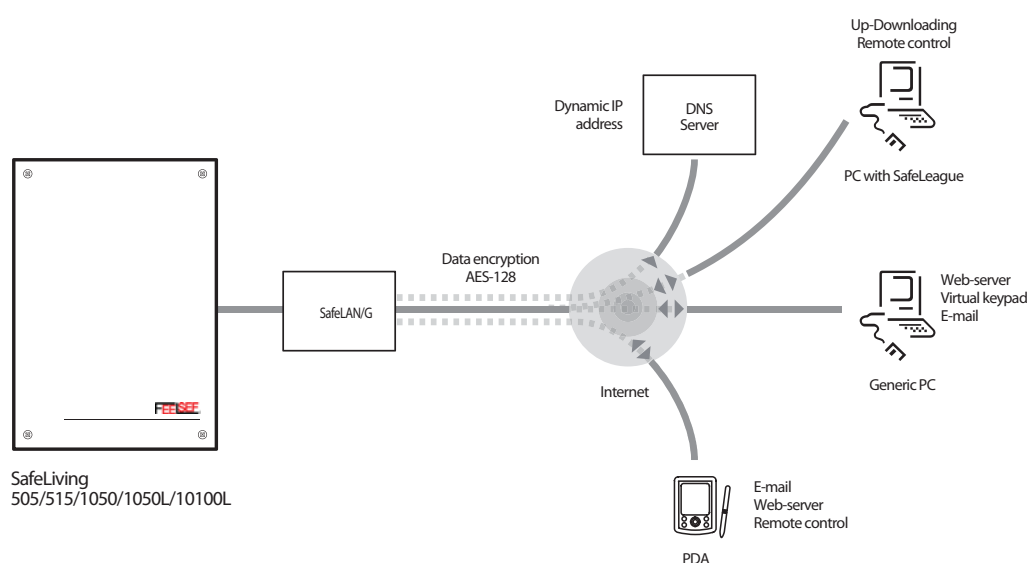 Up-Downloading
Remote control
PC with SafeLeague
Dynamic IP
address
DNS
Server
Data encryption
AES-128
SafeLAN/G
Internet
Web-server
Virtual keypad
E-mail
Generic PC
FEELSEE
SafeLiving
505/515/1050/1050L/10100L
E-mail
Web-server
Remote control
PDA